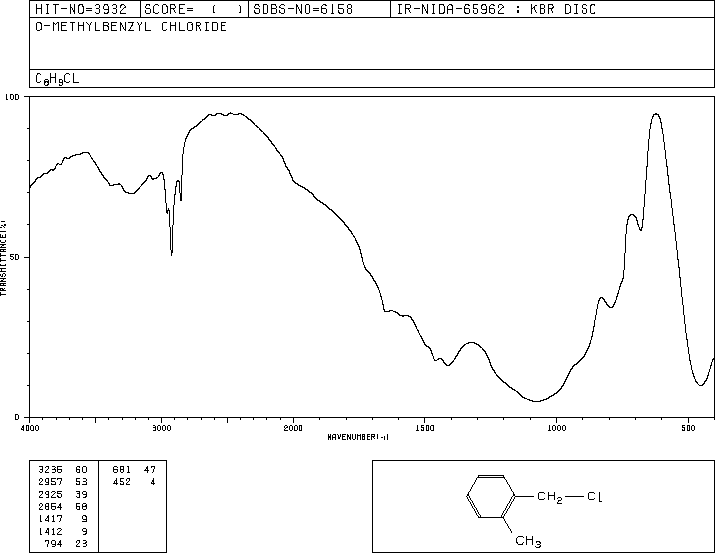 HIT-NO=3932 SCORE= ( ) SDBS-NO=6158 IR-NIDA-65962 : KBR DISC
O-METHYLBENZYL CHLORIDE
C8H9CL
100
TRANSMITTANCE(%)
50
0
4000 3000 2000 1500 1000 500
WAVENUMBER(-1)
3236 60 681 47
2957 53 452 4
2925 39
2864 60
1417 9
1412 9
794 23
CH2 Cl
CH3